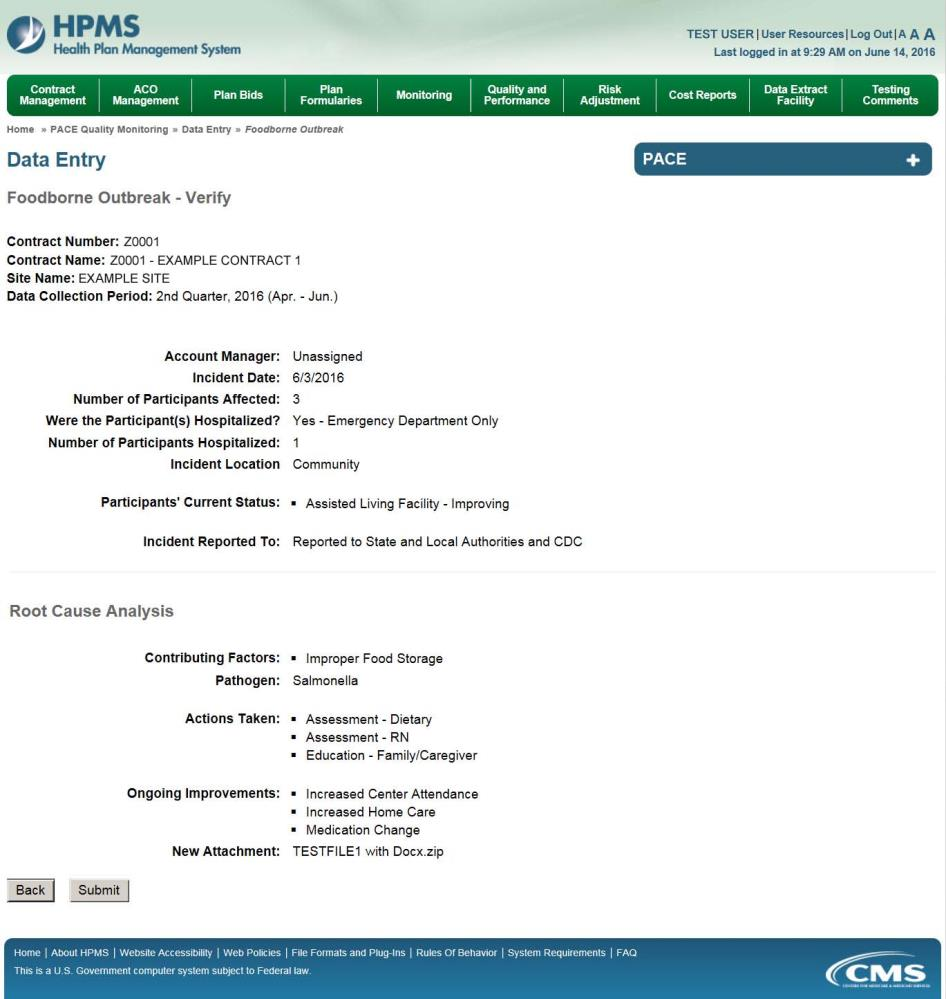 HPMS
Health Plan Management System
TEST USER | User Resources | Log Out | A A A
Last logged in at 9:29 AM on June 14, 2016
Contract Management
ACO Management
Plan Bids
Plan Formularies
Monitoring
Quality and Performance
Risk Adjustment
Cost Reports
Data Extract Facility
Testing Comments
Home » PACE Quality Monitoring » Data Entry » Foodborne Outbreak
Data Entry
PACE
Foodborne Outbreak - Verify
Contract Number: Z0001
Contract Name: Z0001 - EXAMPLE CONTRACT 1
Site Name: EXAMPLE SITE
Data Collection Period: 2nd Quarter, 2016 (Apr. - Jun.)
Account Manager: Unassigned
Incident Date: 6/3/2016
Number of Participants Affected: 3
Were the Participant(s) Hospitalized? Yes - Emergency Department Only
Number of Participants Hospitalized: 1
Incident Location Community
Participants' Current Status: ▪ Assisted Living Facility - Improving
Incident Reported To: Reported to State and Local Authorities and CDC
Root Cause Analysis
Contributing Factors: ▪ Improper Food Storage
Pathogen: Salmonella
Actions Taken: ▪ Assessment - Dietary
▪ Assessment - RN
▪ Education - Family/Caregiver
Ongoing Improvements: ▪ Increased Center Attendance
▪ Increased Home Care
▪ Medication Change
New Attachment: TESTFILE1 with Docx.zip
Back Submit
Home | About HPMS | Website Accessibility | Web Policies | File Formats and Plug-Ins | Rules Of Behavior | System Requirements | FAQ
This is a U.S. Government computer system subject to Federal law.
CMS
CENTERS FOR MEDICARE & MEDICAID SERVICES